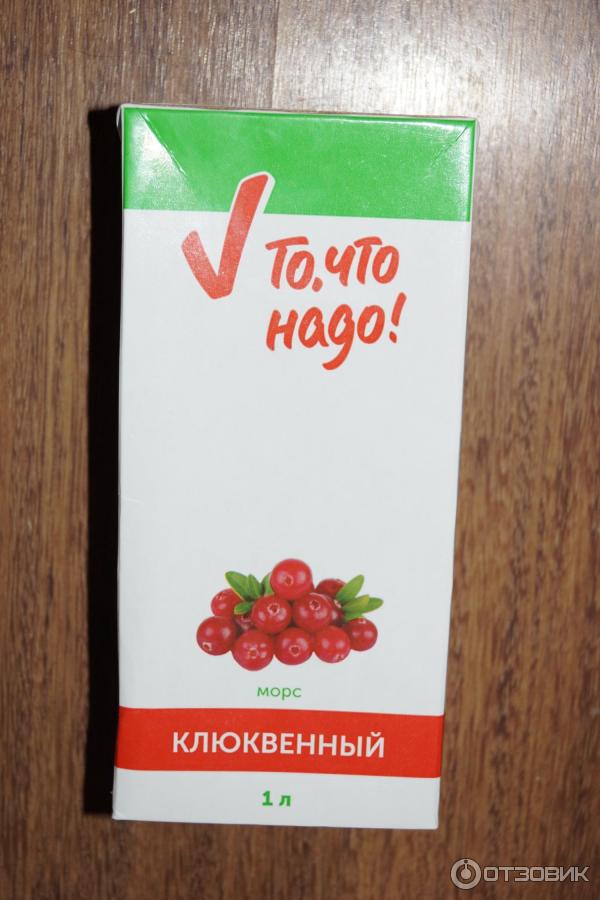 То, что
надо!
морс
КЛЮКВЕННЫЙ
1 л
ОТЗОВИК